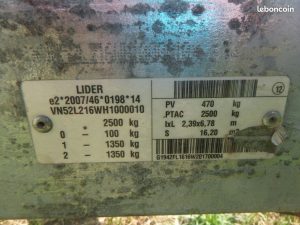 leboncoin
LIDER
e2*2007/46*0198*14
VN52L216WH1000010
* 2500 kg
0 - 100 kg
1 - 1350 kg
2 - 1350 kg
12
PV 470 kg
.PTAC 2500 kg
lxL 2,39x6,78 m
S 16,20